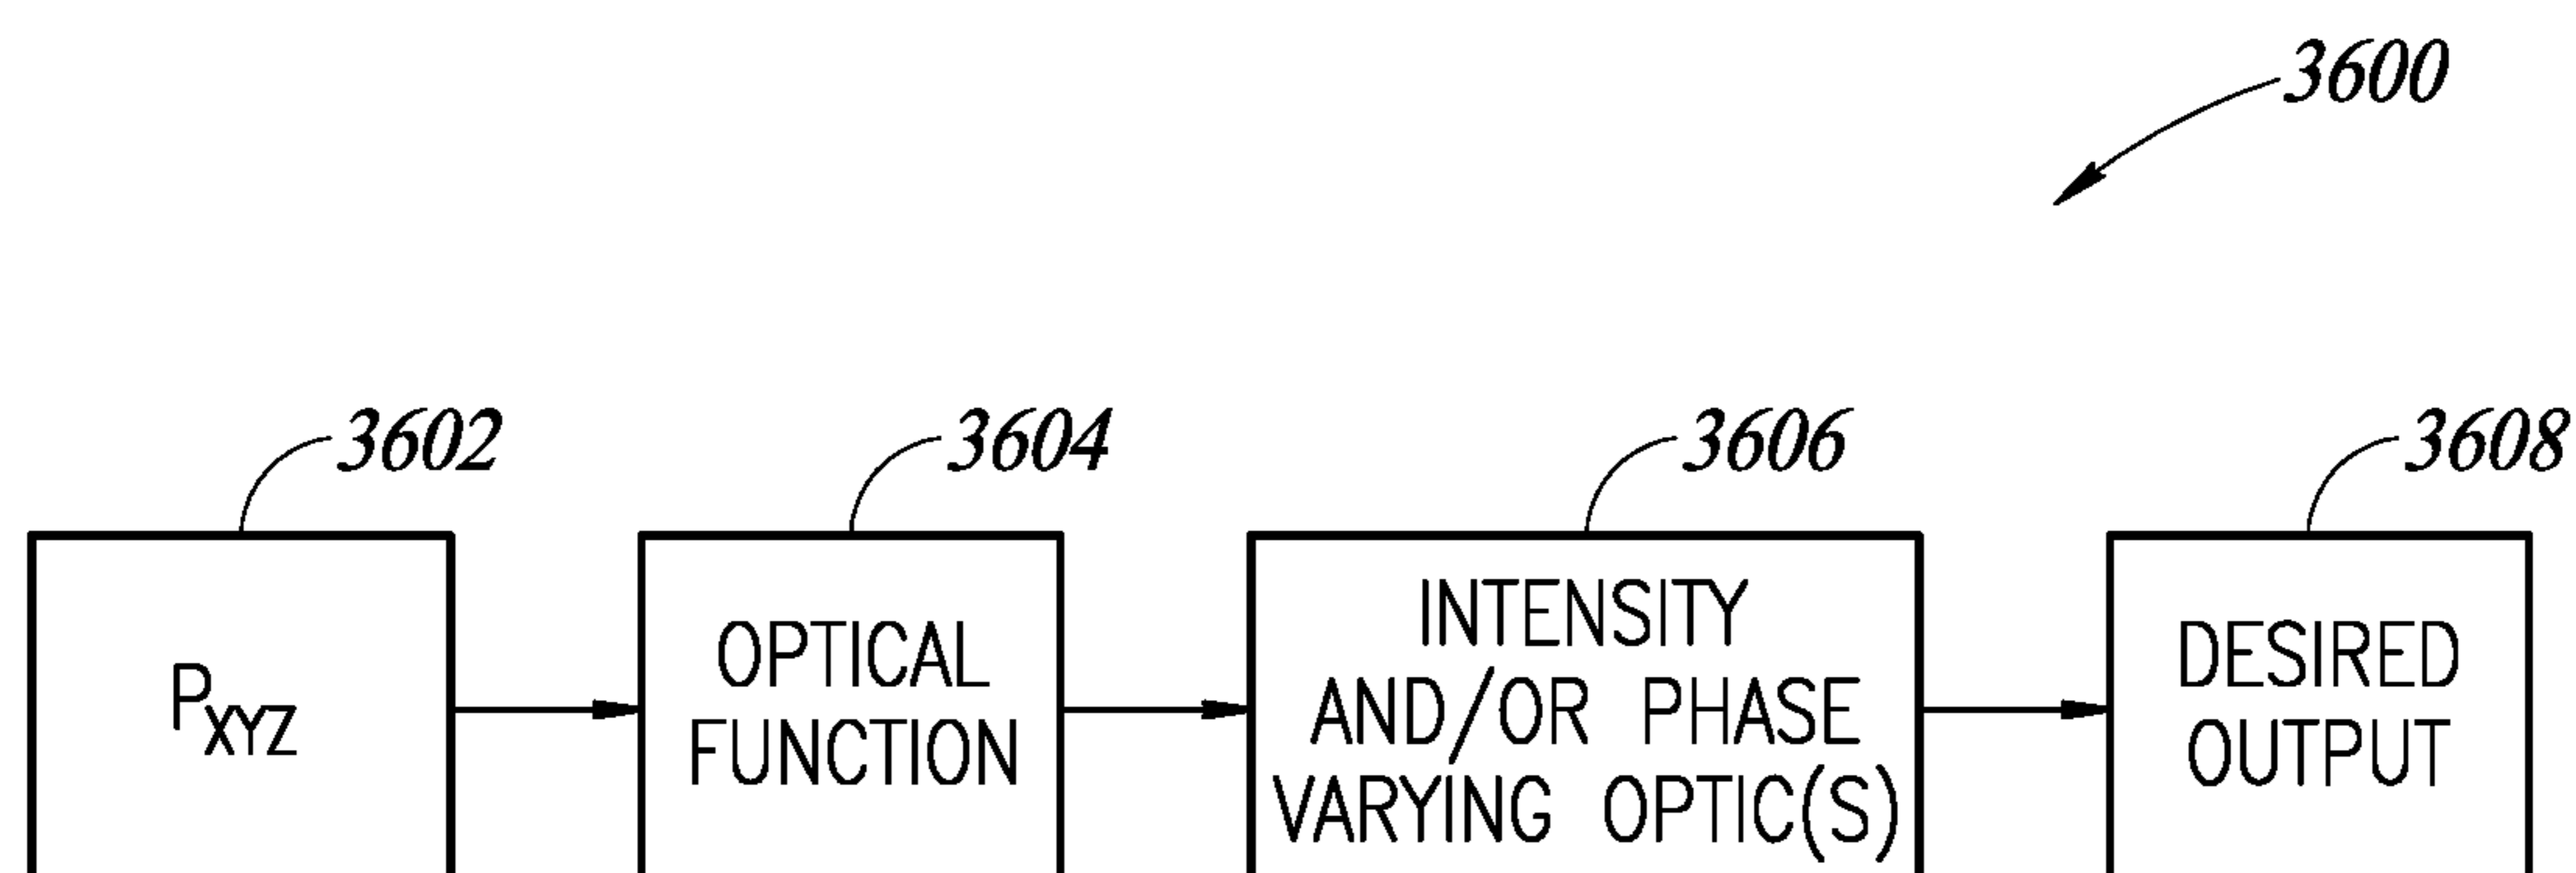 3600
3602
3604
3606
3608
PXYZ
OPTICAL
FUNCTION
INTENSITY
AND/OR PHASE
VARYING OPTIC(S)
DESIRED
OUTPUT